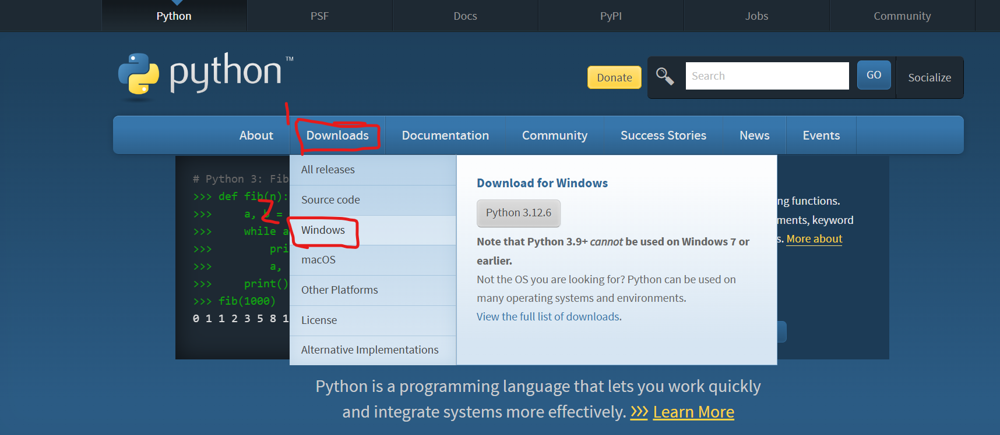 Python PSF Docs PyPI Jobs Community
python™
Donate Search GO Socialize
1
About Downloads Documentation Community Success Stories News Events
# Python 3: Fib
>>> def fib(n):
>>> a, b =
>>> while a
>>> pri
>>> a,
>>> print()
>>> fib(1000)
0 1 1 2 3 5 8 1
2
All releases
Source code
Windows
macOS
Other Platforms
License
Alternative Implementations
Download for Windows
Python 3.12.6
Note that Python 3.9+ cannot be used on Windows 7 or
earlier.
Not the OS you are looking for? Python can be used on
many operating systems and environments.
View the full list of downloads.
ng functions.
ments, keyword
s. More about
Python is a programming language that lets you work quickly
and integrate systems more effectively. >>> Learn More